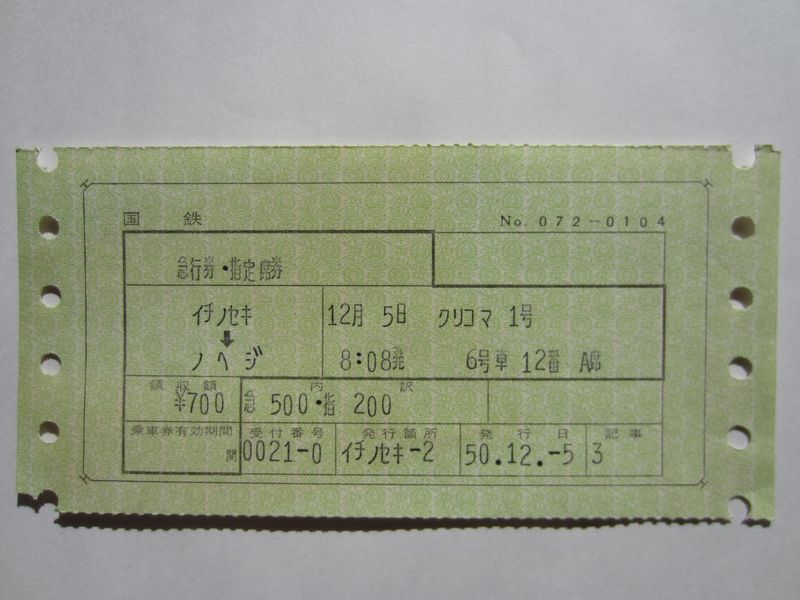 国鉄 No. 072-0104
急行券・指定席券
イチノセキ 12月 5日 クリコマ 1号
↓
ノヘジ 8:08発 6号車 12番 A席
領収額 内訳
¥700 急 500・指 200
乗車券有効期間 受付番号 発行箇所 発行日 記事
間 0021-0 イチノセキ-2 50.12.-5 3